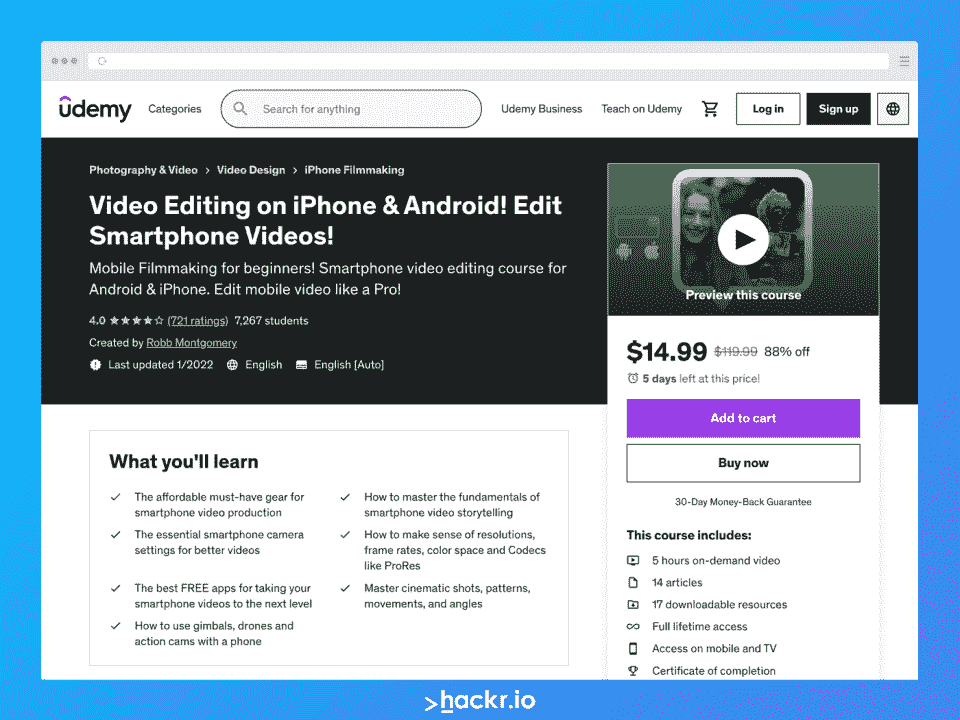 udemy
Categories
Search for anything
Udemy Business
Teach on Udemy
Log in
Sign up
Photography & Video > Video Design > iPhone Filmmaking
Video Editing on iPhone & Android! Edit
Smartphone Videos!
Mobile Filmmaking for beginners! Smartphone video editing course for
Android & iPhone. Edit mobile video like a Pro!
4.0 (721 ratings) 7,267 students
Created by Robb Montgomery
Last updated 1/2022 English English [Auto]
Preview this course
$14.99 $119.99 88% off
5 days left at this price!
Add to cart
Buy now
30-Day Money-Back Guarantee
This course includes:
5 hours on-demand video
14 articles
17 downloadable resources
Full lifetime access
Access on mobile and TV
Certificate of completion
What you'll learn
The affordable must-have gear for
smartphone video production
The essential smartphone camera
settings for better videos
The best FREE apps for taking your
smartphone videos to the next level
How to use gimbals, drones and
action cams with a phone
How to master the fundamentals of
smartphone video storytelling
How to make sense of resolutions,
frame rates, color space and Codecs
like ProRes
Master cinematic shots, patterns,
movements, and angles
>hackr.io